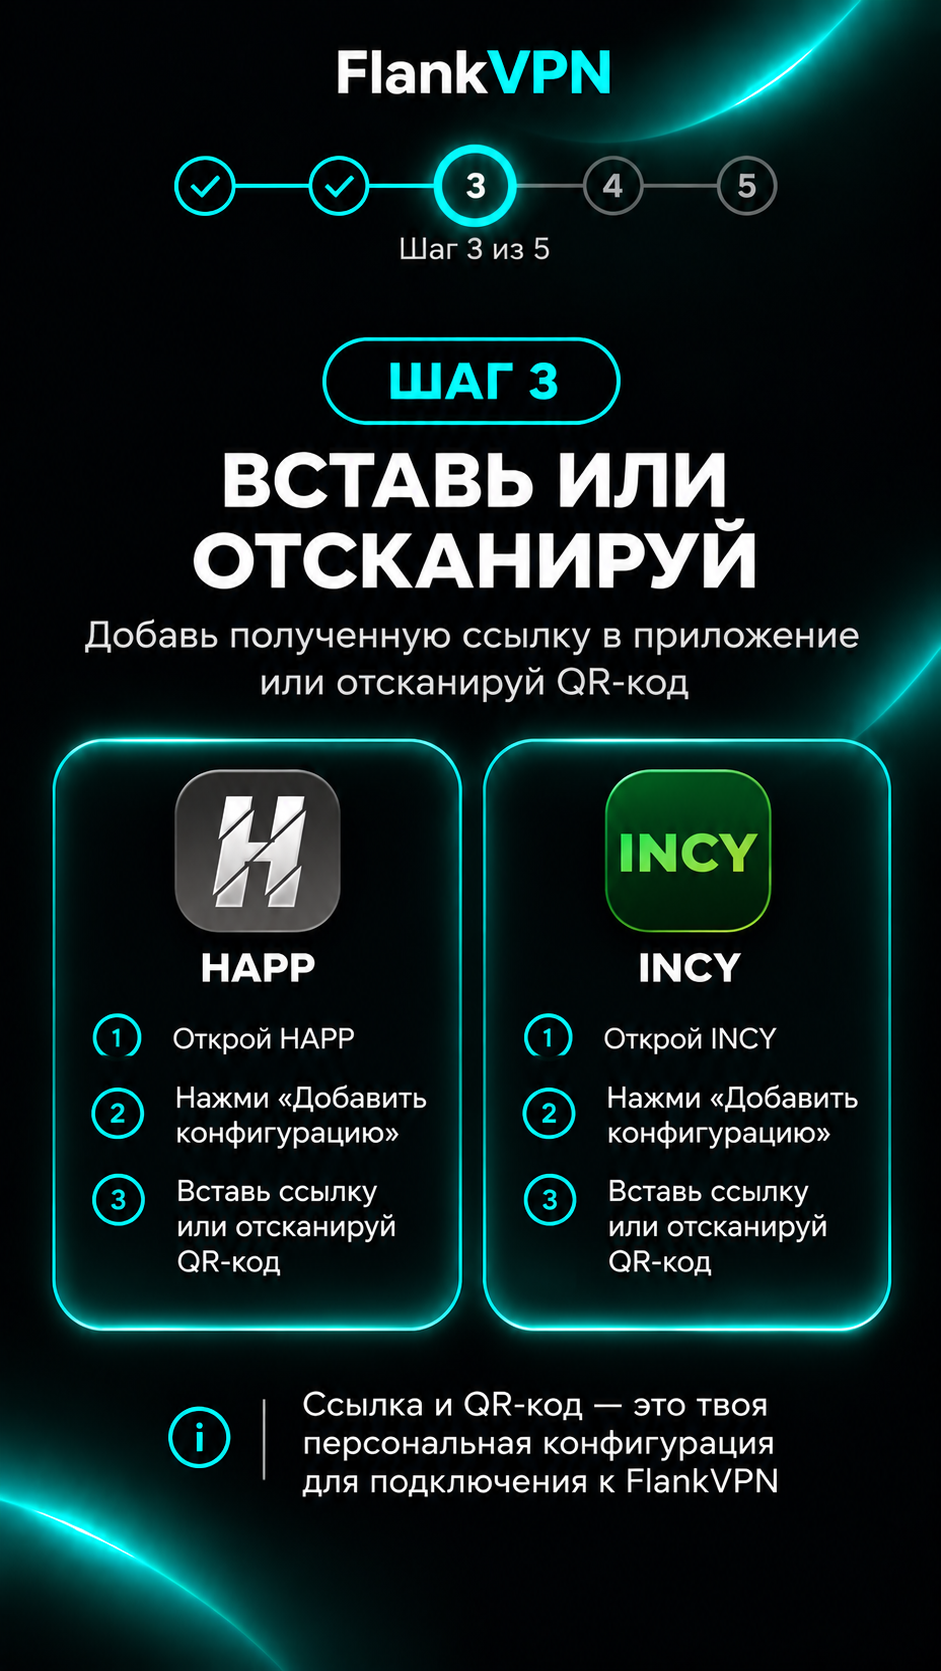 FlankVPN
3
4
5
Шаг 3 из 5
ШАГ 3
ВСТАВЬ ИЛИ
ОТСКАНИРУЙ
Добавь полученную ссылку в приложение
или отсканируй QR-код
H
HAPP
1 Открой HAPP
2 Нажми «Добавить
конфигурацию»
3 Вставь ссылку
или отсканируй
QR-код
INCY
INCY
1 Открой INCY
2 Нажми «Добавить
конфигурацию»
3 Вставь ссылку
или отсканируй
QR-код
i
Ссылка и QR-код — это твоя
персональная конфигурация
для подключения к FlankVPN